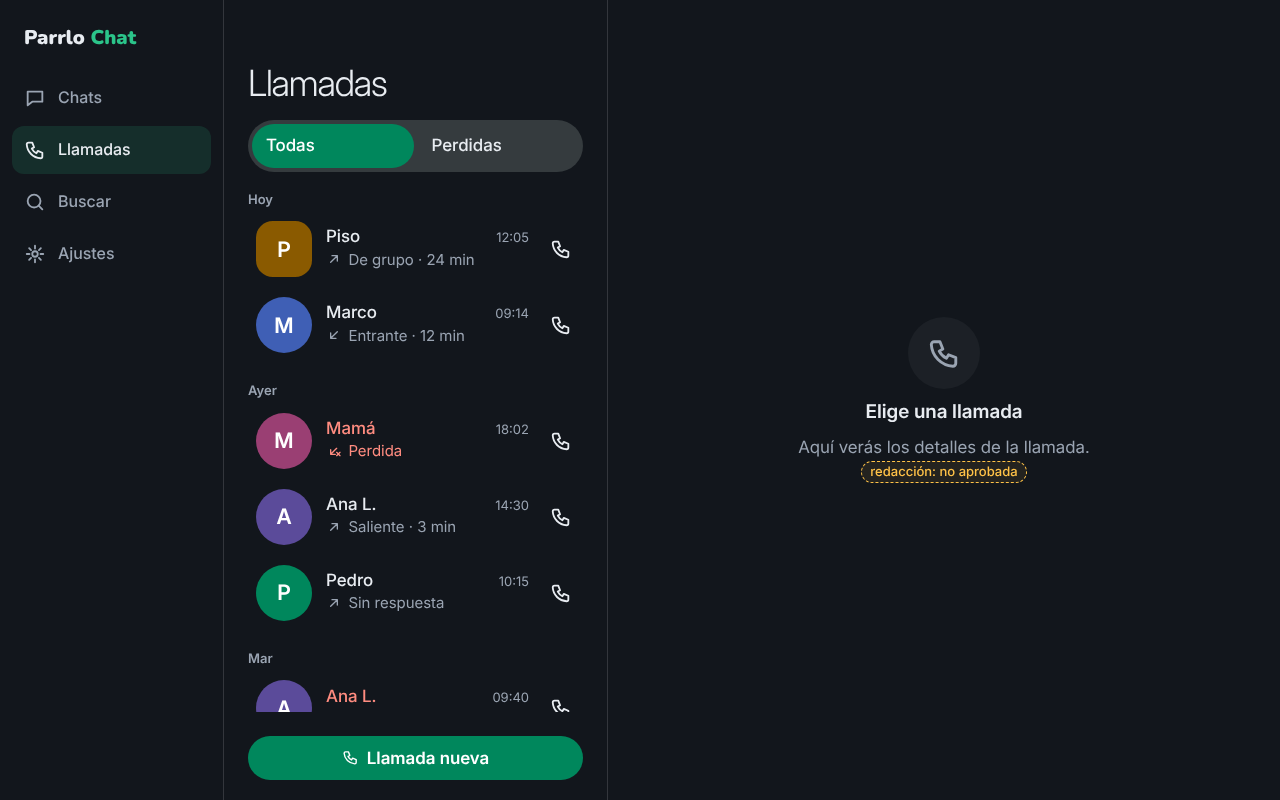 Parrlo Chat
Chats
Llamadas
Buscar
Ajustes
Llamadas
Todas
Perdidas
Hoy
P
Piso
12:05
De grupo · 24 min
M
Marco
09:14
Entrante · 12 min
Ayer
M
Mamá
18:02
Perdida
A
Ana L.
14:30
Saliente · 3 min
P
Pedro
10:15
Sin respuesta
Mar
A
Ana L.
09:40
Llamada nueva
Elige una llamada
Aquí verás los detalles de la llamada.
redacción: no aprobada